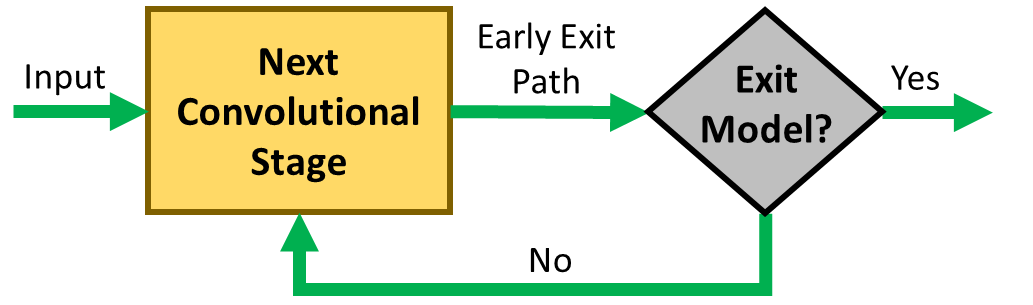 Input
Next
Convolutional
Stage
Early Exit
Path
Exit
Model?
Yes
No